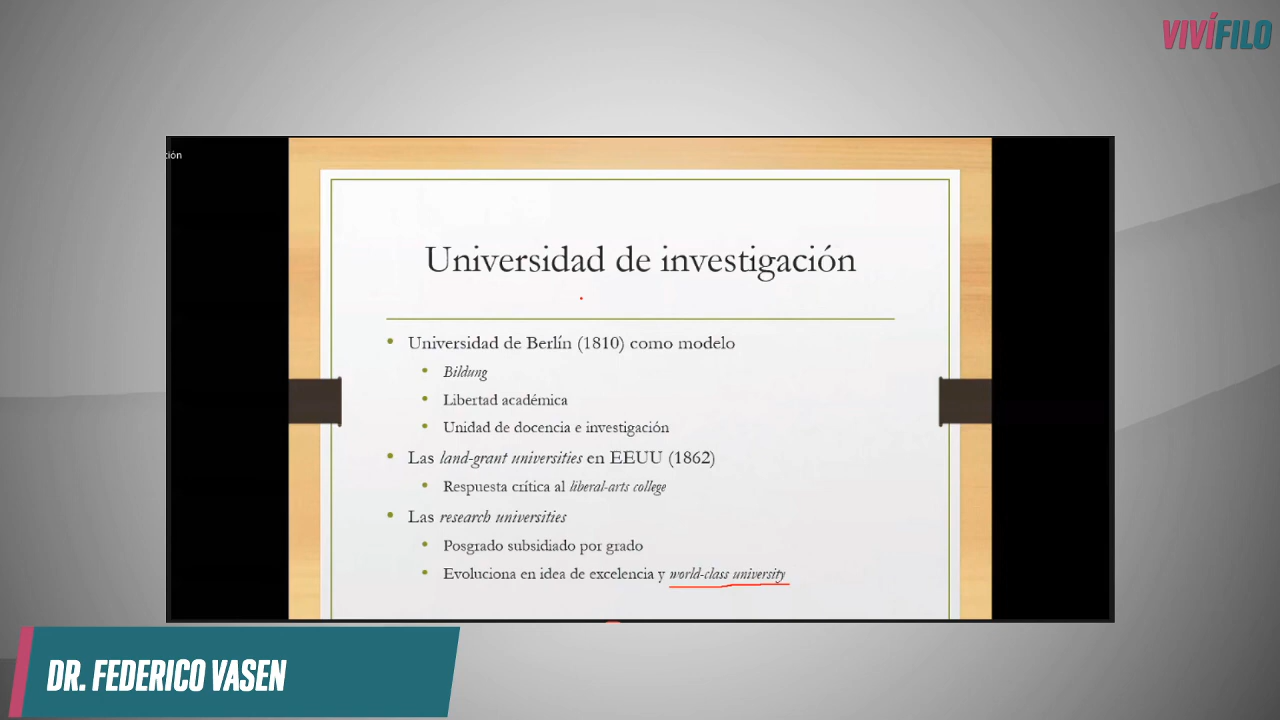 VIVÍFILO
ción
Universidad de investigación
• Universidad de Berlín (1810) como modelo
• Bildung
• Libertad académica
• Unidad de docencia e investigación
• Las land-grant universities en EEUU (1862)
• Respuesta crítica al liberal-arts college
• Las research universities
• Posgrado subsidiado por grado
• Evoluciona en idea de excelencia y world-class university
DR. FEDERICO VASEN